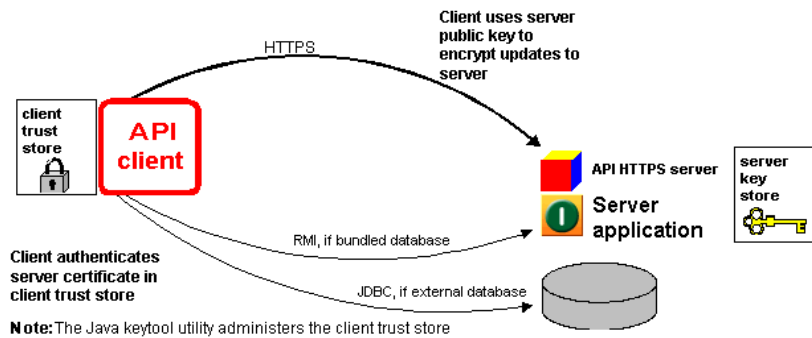 Client uses server
public key to
encrypt updates to
server
HTTPS
client
trust
store
API
client
API HTTPS server
server
key
store
Server
application
RMI, if bundled database
Client authenticates
server certificate in
client trust store
JDBC, if external database
Note: The Java keytool utility administers the client trust store